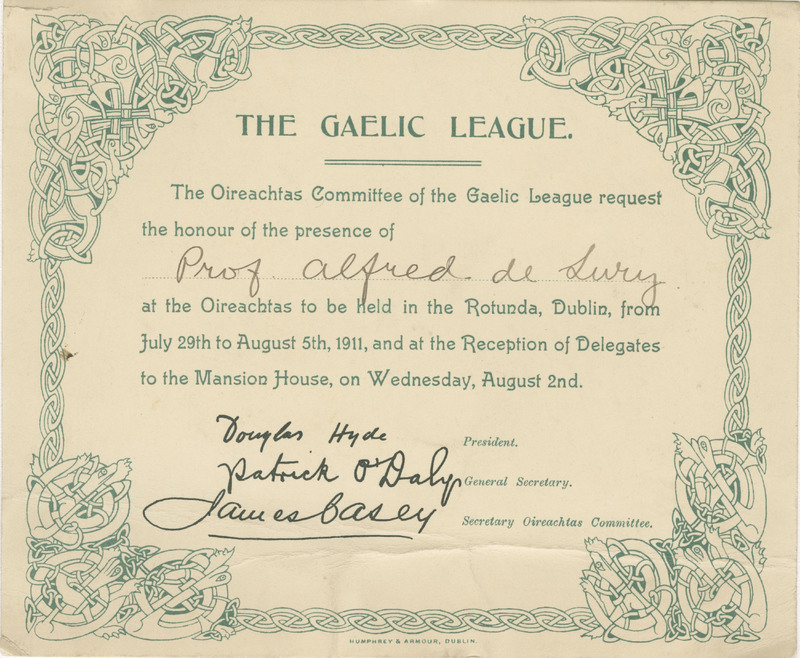 THE GAELIC LEAGUE.
The Oireachtas Committee of the Gaelic League request
the honour of the presence of
Prof. Alfred de Lury
at the Oireachtas to be held in the Rotunda, Dublin, from
July 29th to August 5th, 1911, and at the Reception of Delegates
to the Mansion House, on Wednesday, August 2nd.
Douglas Hyde President.
Patrick O'Daly General Secretary.
James Casey Secretary Oireachtas Committee.
HUMPHREY & ARMOUR, DUBLIN.